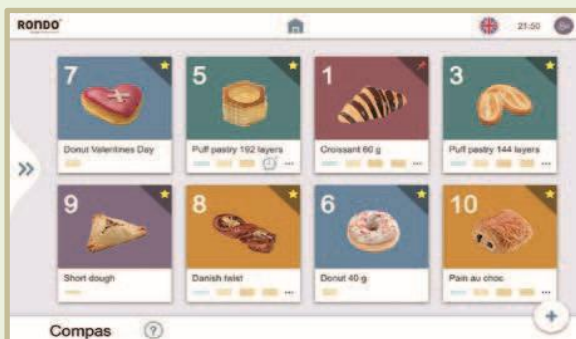 RONDO
21:50
7
5
1
3
Donut Valentines Day
Puff pastry 192 layers
Croissant 60 g
Puff pastry 144 layers
9
8
6
10
Short dough
Danish twist
Donut 40 g
Pain au choc
Compas ?